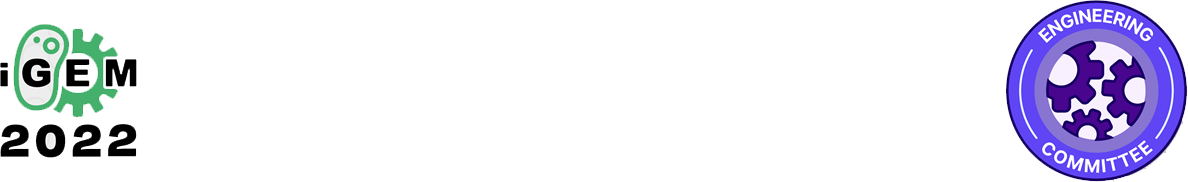 iGEM
2022
ENGINEERING
COMMITTEE